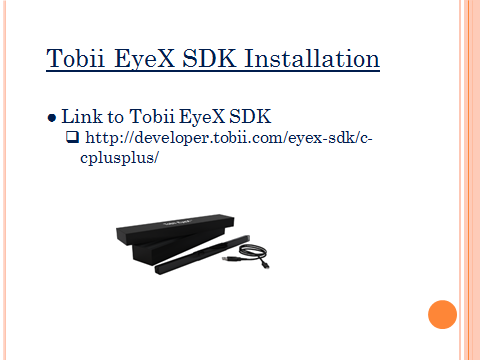 Tobii EyeX SDK Installation
● Link to Tobii EyeX SDK
❑ http://developer.tobii.com/eyex-sdk/c-
cplusplus/